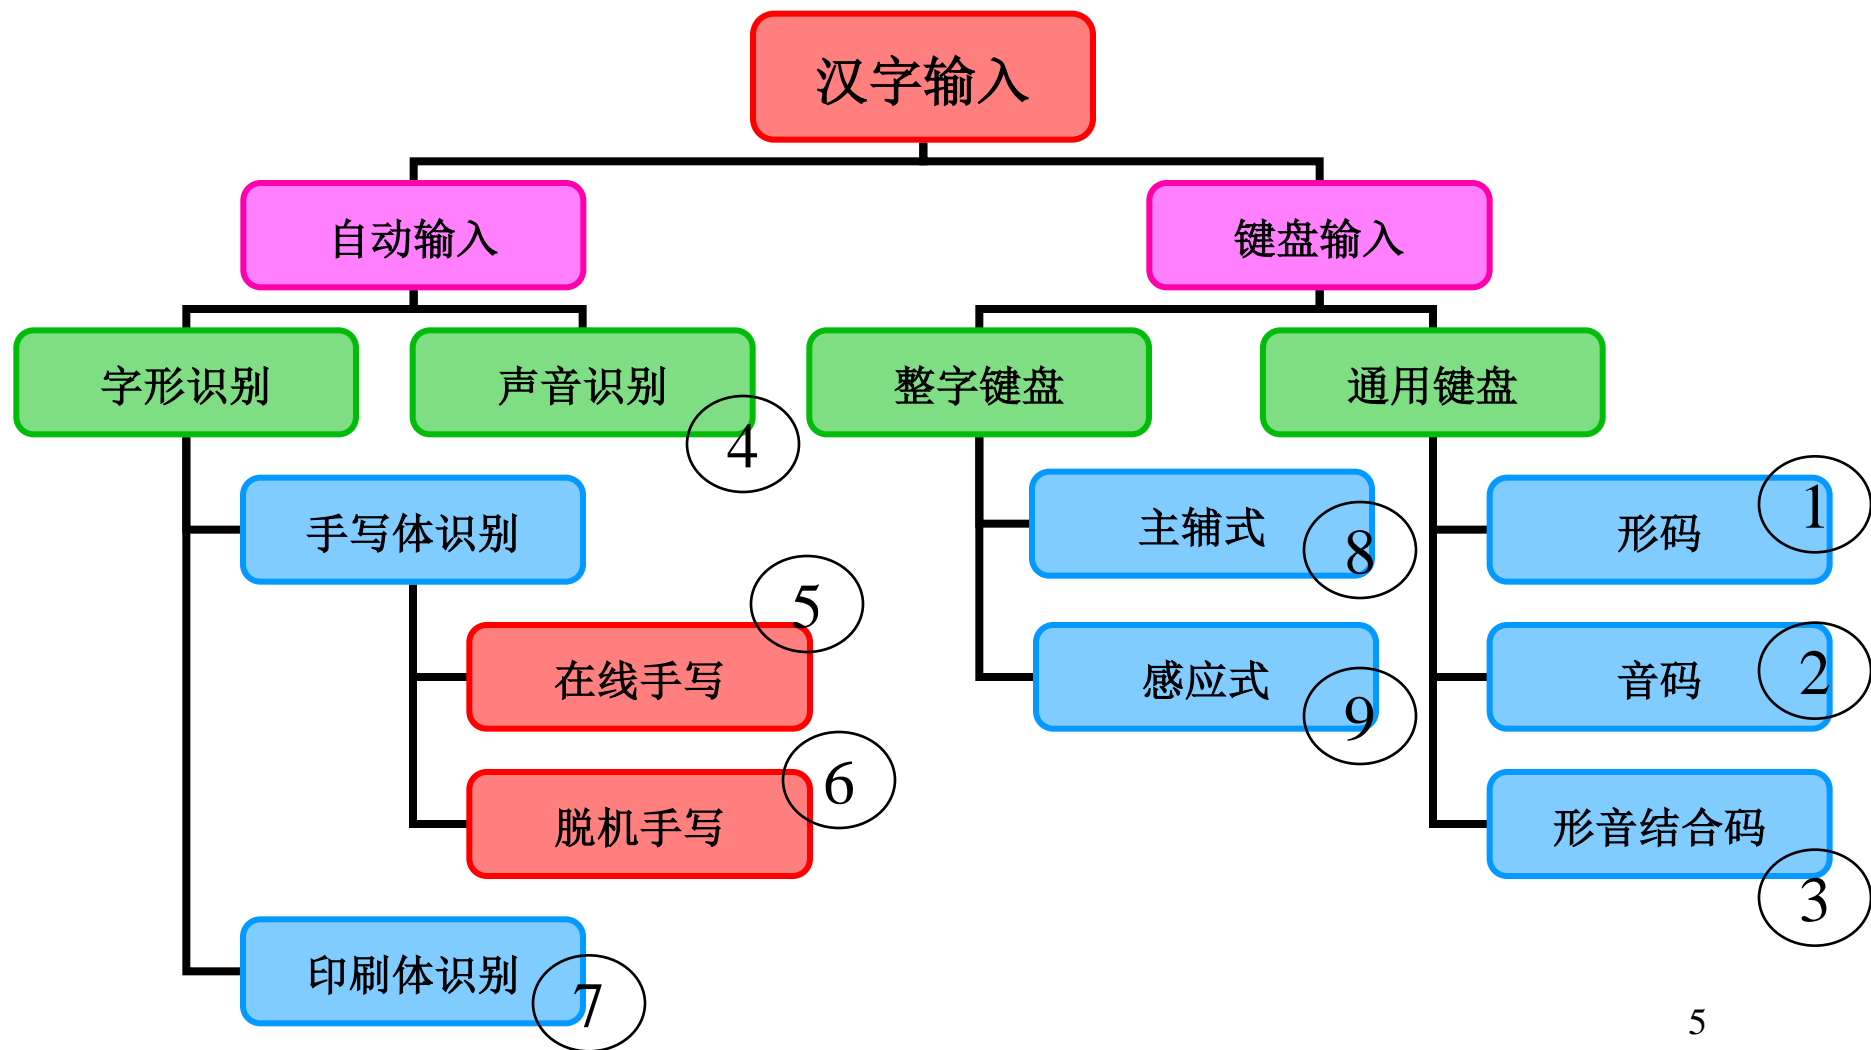 汉字输入
自动输入
键盘输入
字形识别
声音识别
4
整字键盘
通用键盘
手写体识别
主辅式
8
形码
1
5
在线手写
感应式
9
音码
2
6
脱机手写
形音结合码
3
印刷体识别
7
5